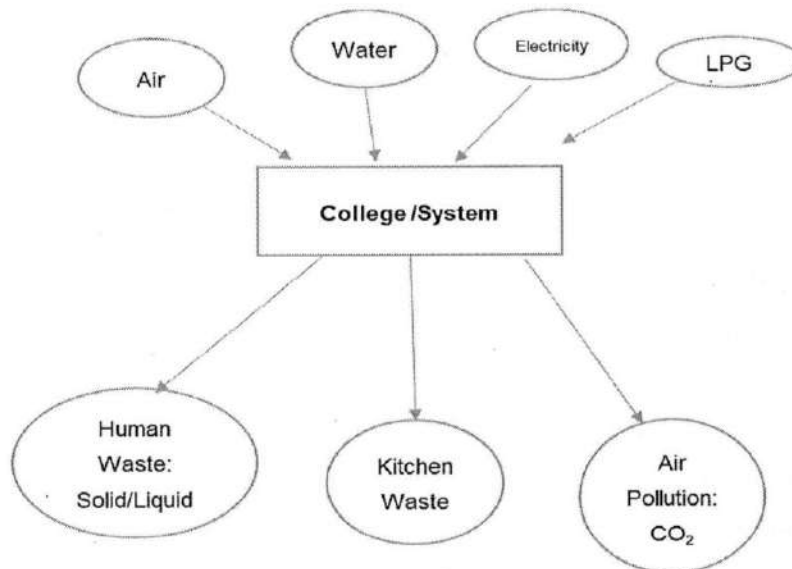 Air
Water
Electricity
LPG
College/System
Human
Waste:
Solid/Liquid
Kitchen
Waste
Air
Pollution:
CO₂